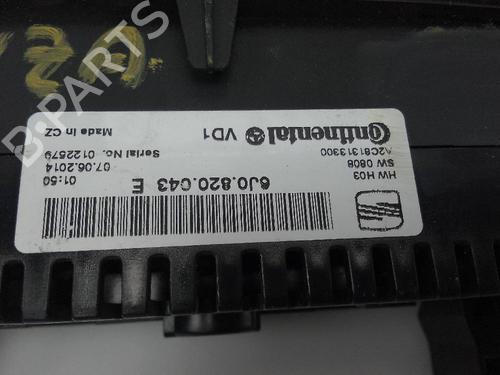 Continental VD1 Made in CZ
A2C81313300 Serial No. 0122579
SW 0808 07.06.2014
HW H03 01:50
6J0.820.043 E
B-PARTS